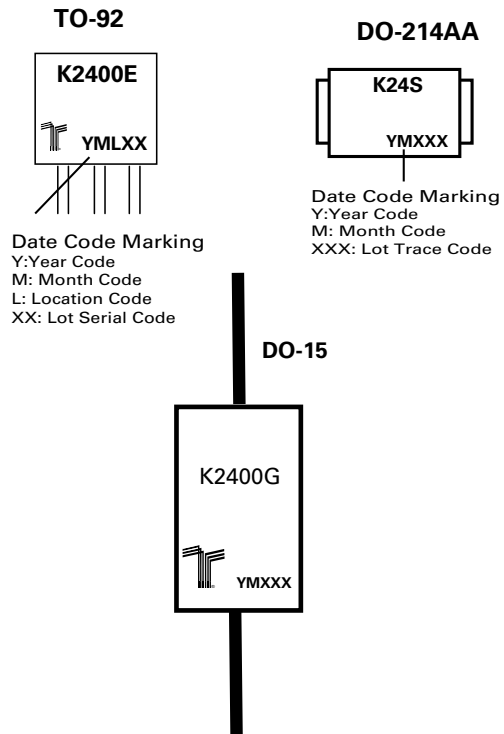 TO-92
K2400E
YMLXX
Date Code Marking
Y:Year Code
M: Month Code
L: Location Code
XX: Lot Serial Code
DO-214AA
K24S
YMXXX
Date Code Marking
Y:Year Code
M: Month Code
XXX: Lot Trace Code
DO-15
K2400G
YMXXX